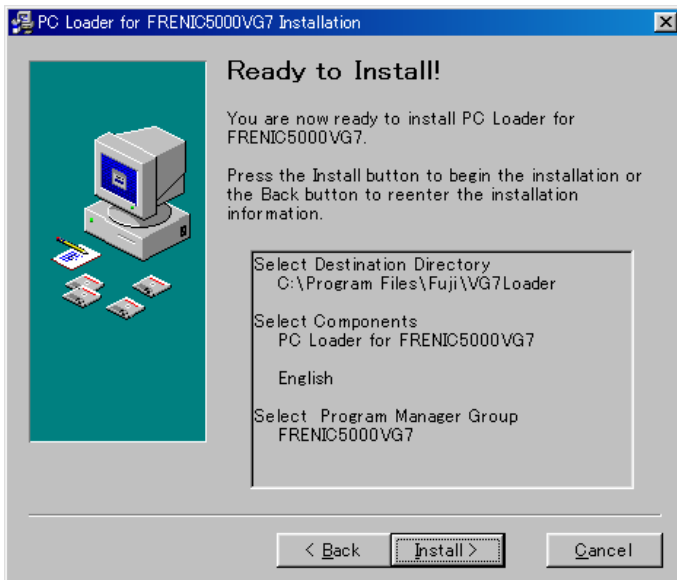 PC Loader for FRENIC5000VG7 Installation
Ready to Install!
You are now ready to install PC Loader for
FRENIC5000VG7.
Press the Install button to begin the installation or
the Back button to reenter the installation
information.
Select Destination Directory
C:\Program Files\Fuji\VG7Loader
Select Components
PC Loader for FRENIC5000VG7
English
Select Program Manager Group
FRENIC5000VG7
< Back
Install >
Cancel